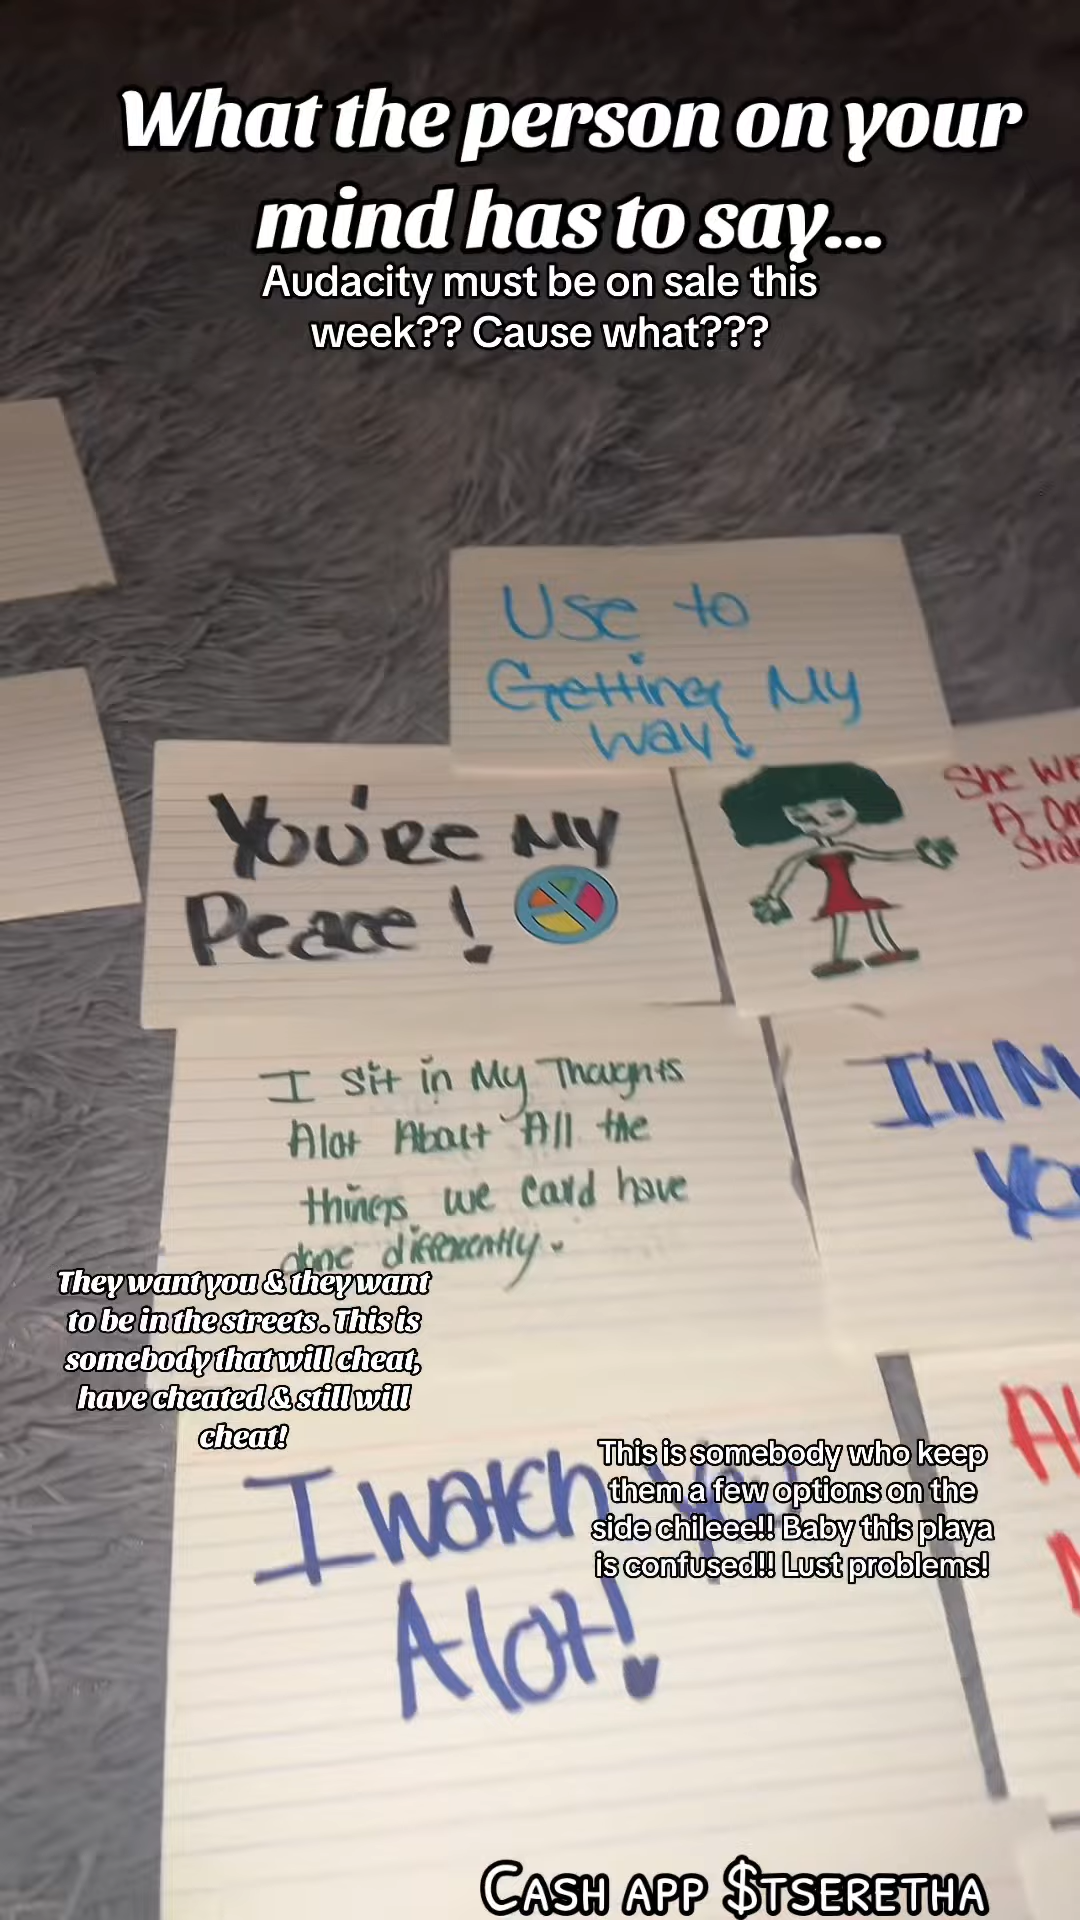 What the person on your
mind has to say...
Audacity must be on sale this
week?? Cause what???
Use to
Getting My
way!
You're My
Peace!
She
I Sit in My Thoughts
Alot About All the
things we could have
done differently.
I'll
They want you & they want
to be in the streets. This is
somebody that will cheat,
have cheated & still will
cheat!
I watch you
Alot!
This is somebody who keep
them a few options on the
side chileee!! Baby this playa
is confused!! Lust problems!
Cash app $tseretha